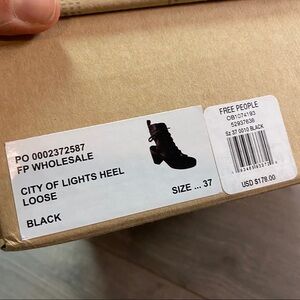 PO 0002372587
FP WHOLESALE
CITY OF LIGHTS HEEL
LOOSE
SIZE ... 37
BLACK
FREE PEOPLE
OB1074193
52937638
Sz 37 0010 BLACK
USD $178.00